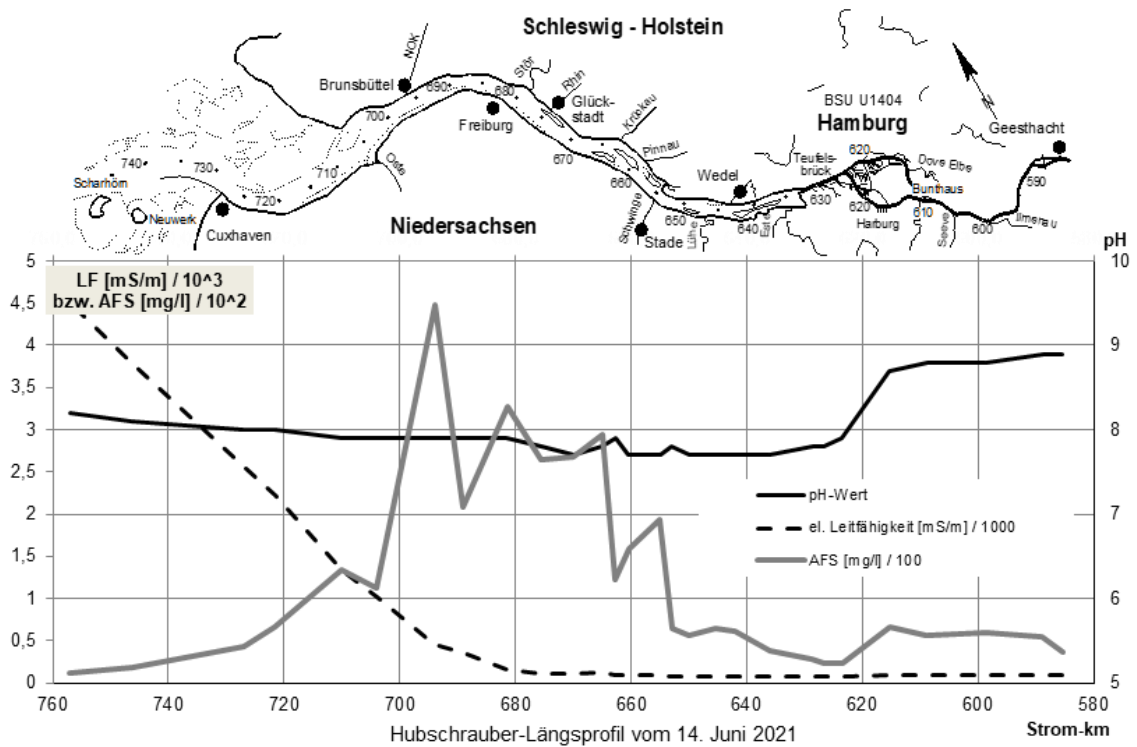 Schleswig - Holstein
NOK
Brunsbüttel
690
Stör
680
Rhin
Glück-
stadt
700
Freiburg
Krückau
BSU U1404
Hamburg
N
Geesthacht
740
730
710
Oste
670
Pinnau
Teufels-
brück
620
Dove Elbe
590
Scharhörn
660
Wedel
630
Bunthaus
Neuwerk
720
Schwinge
650
640
620
610
Cuxhaven
Niedersachsen
Stade
Lühe
Este
Harburg
Seeve
600
Ilmenau
pH
LF [mS/m] / 10^3
bzw. AFS [mg/l] / 10^2
5
4,5
4
3,5
3
2,5
2
1,5
1
0,5
0
10
9
8
7
6
5
pH-Wert
el. Leitfähigkeit [mS/m] / 1000
AFS [mg/l] / 100
760 740 720 700 680 660 640 620 600 580
Hubschrauber-Längsprofil vom 14. Juni 2021
Strom-km